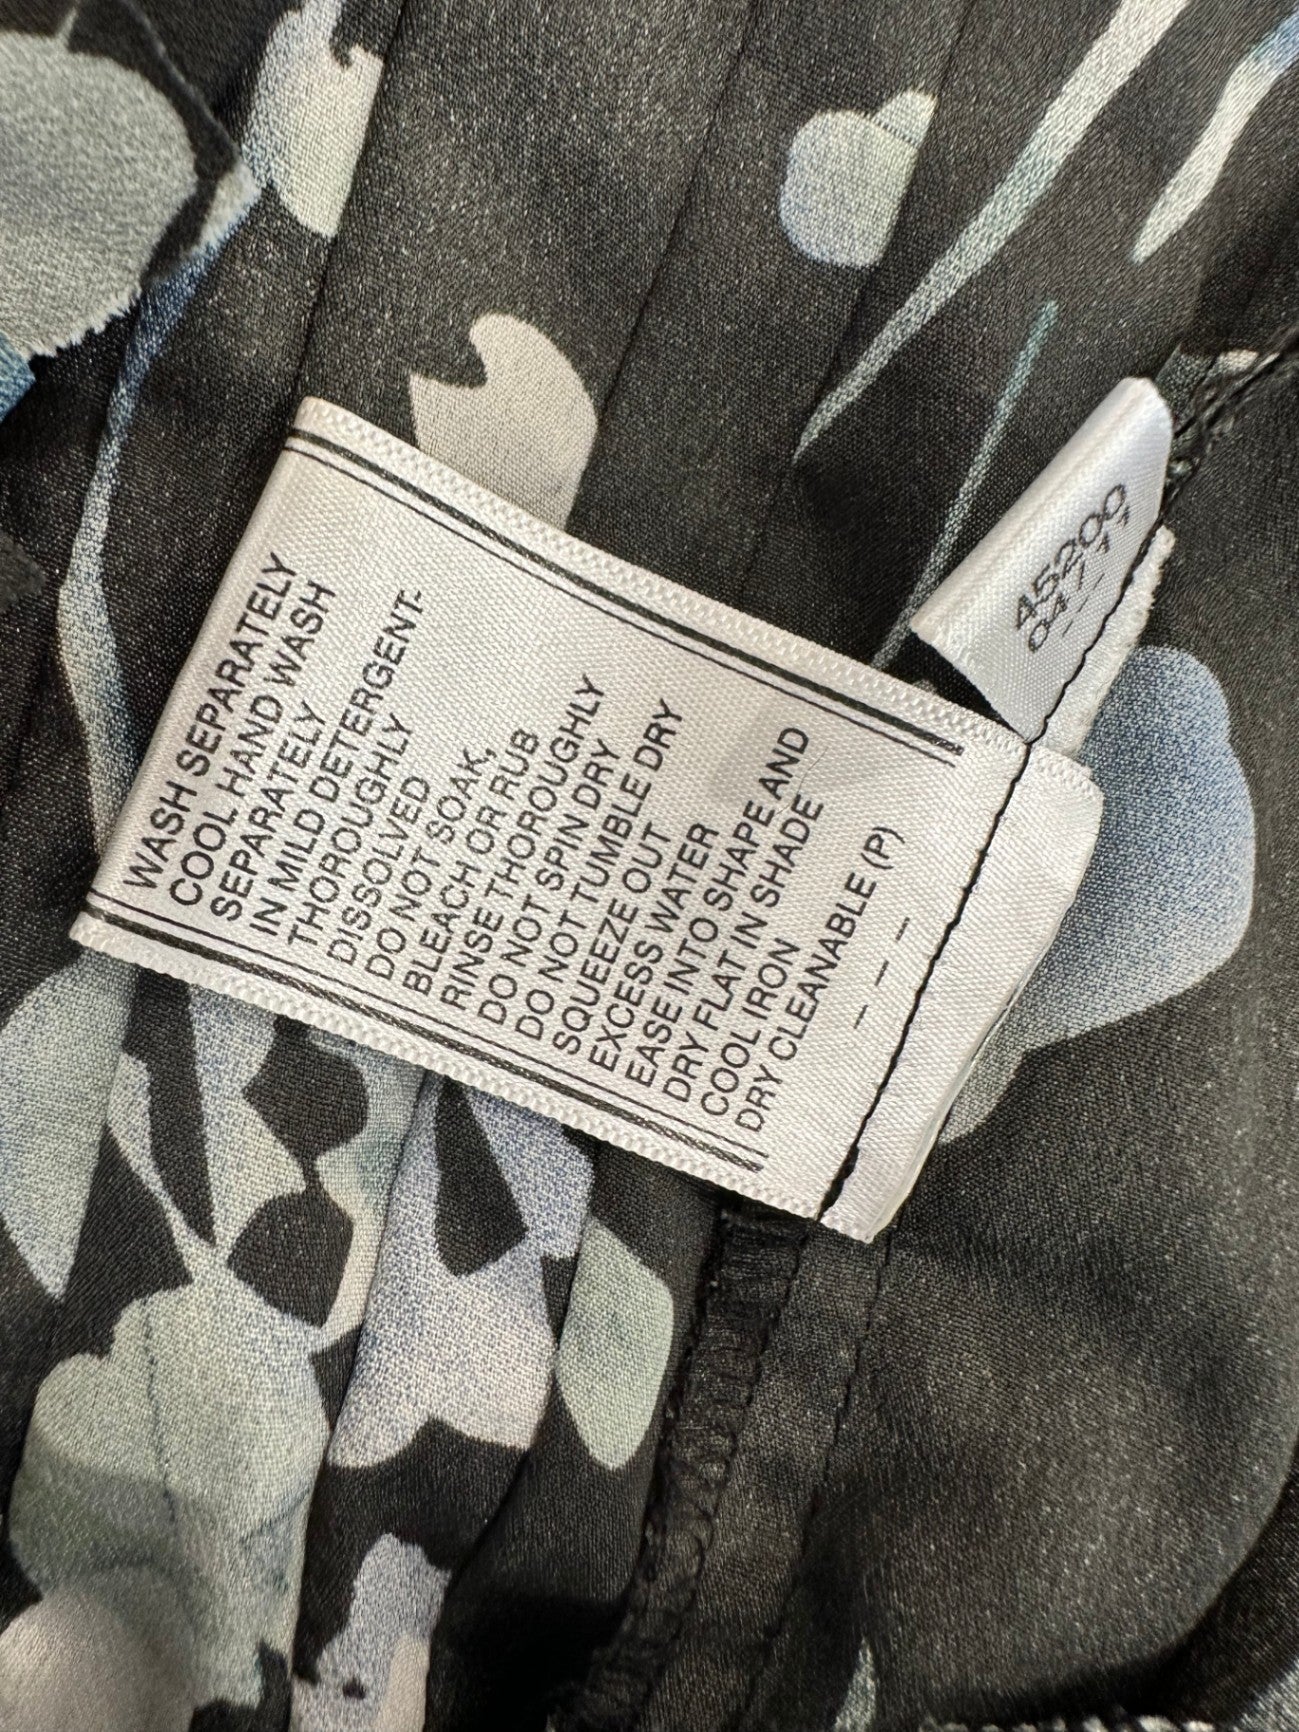 WASH SEPARATELY
COOL HAND WASH
SEPARATELY
IN MILD DETERGENT-
THOROUGHLY
DISSOLVED
DO NOT SOAK,
BLEACH OR RUB
RINSE THOROUGHLY
DO NOT SPIN DRY
DO NOT TUMBLE DRY
SQUEEZE OUT
EXCESS WATER
EASE INTO SHAPE AND
DRY FLAT IN SHADE
COOL IRON
DRY CLEANABLE (P)
- - -
45200